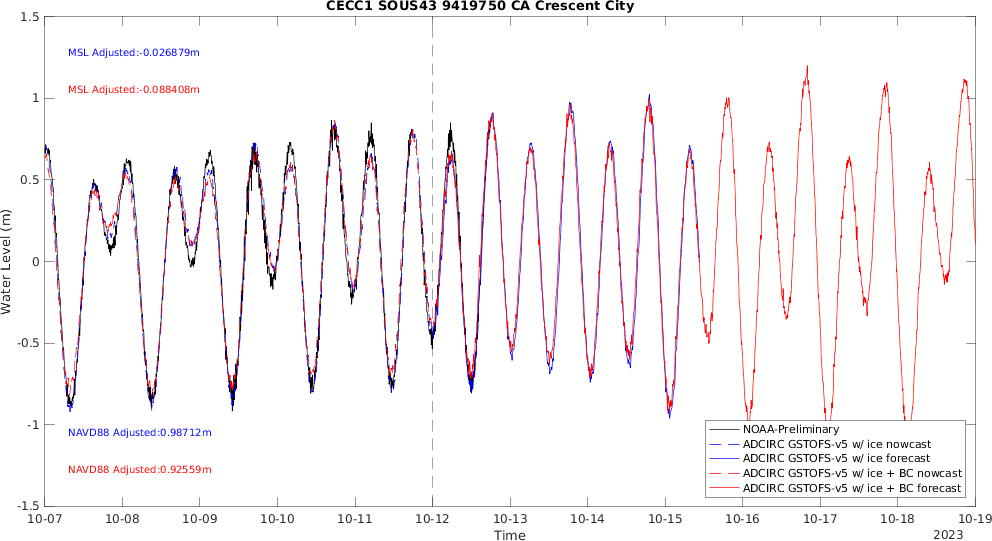 CECC1 SOUS43 9419750 CA Crescent City
1.5
MSL Adjusted:-0.026879m
MSL Adjusted:-0.088408m
1
0.5
Water Level (m)
0
-0.5
-1
NAVD88 Adjusted:0.98712m
NAVD88 Adjusted:0.92559m
NOAA-Preliminary
ADCIRC GSTOFS-v5 w/ ice nowcast
ADCIRC GSTOFS-v5 w/ ice forecast
ADCIRC GSTOFS-v5 w/ ice + BC nowcast
ADCIRC GSTOFS-v5 w/ ice + BC forecast
-1.5
10-07 10-08 10-09 10-10 10-11 10-12 10-13 10-14 10-15 10-16 10-17 10-18 10-19
Time
2023